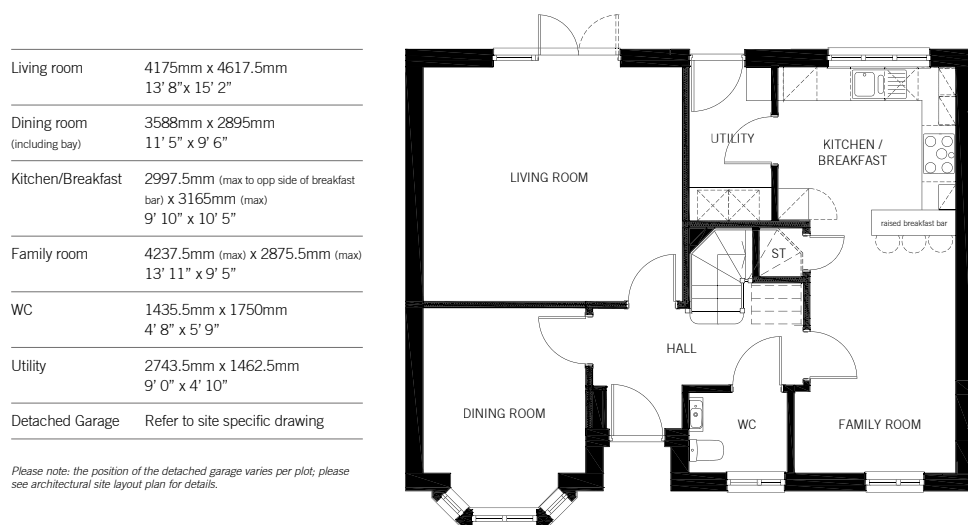 Living room 4175mm x 4617.5mm
13’ 8”x 15’ 2”
Dining room 3588mm x 2895mm
(including bay) 11’ 5” x 9’ 6”
Kitchen/Breakfast 2997.5mm (max to opp side of breakfast
bar) x 3165mm (max)
9’ 10” x 10’ 5”
Family room 4237.5mm (max) x 2875.5mm (max)
13’ 11” x 9’ 5”
WC 1435.5mm x 1750mm
4’ 8” x 5’ 9”
Utility 2743.5mm x 1462.5mm
9’ 0” x 4’ 10”
Detached Garage Refer to site specific drawing
Please note: the position of the detached garage varies per plot; please
see architectural site layout plan for details.
LIVING ROOM
UTILITY
KITCHEN /
BREAKFAST
raised breakfast bar
ST
HALL
DINING ROOM
WC
FAMILY ROOM